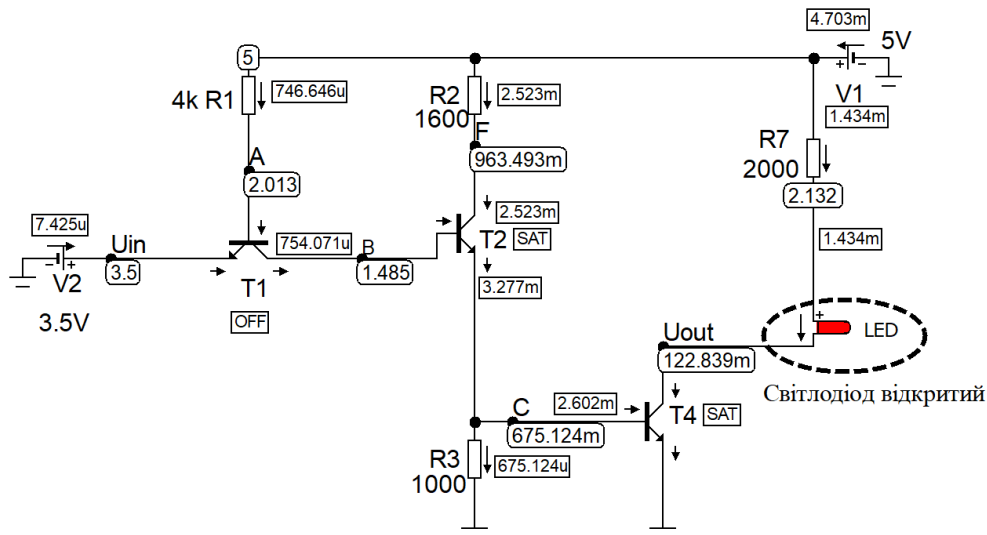 4.703m
5V
5
V1
4k R1
746.646u
R2
1600
2.523m
1.434m
R7
2000
F
963.493m
A
2.013
2.132
2.523m
T2
SAT
7.425u
Uin
3.5
754.071u
B
1.485
1.434m
V2
T1
3.277m
3.5V
OFF
+
LED
Uout
122.839m
Світлодіод відкритий
C
2.602m
T4
SAT
675.124m
R3
1000
675.124u